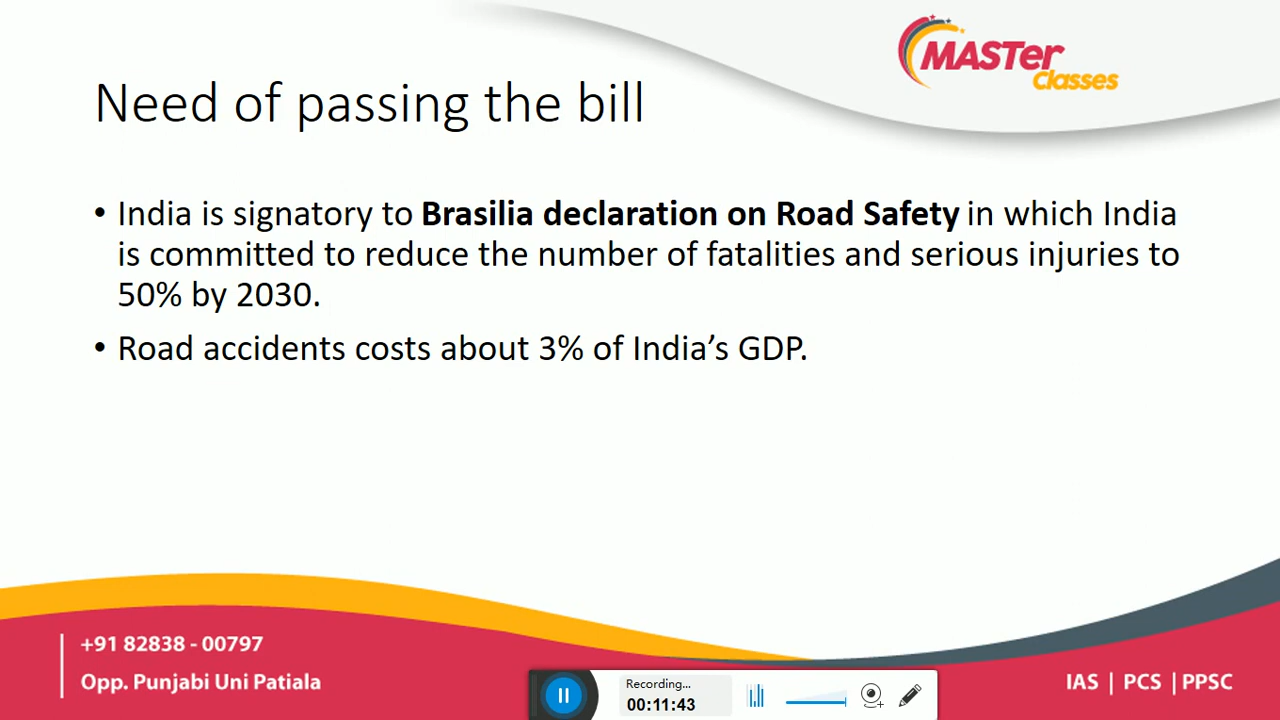 MASTer
Classes
Need of passing the bill
• India is signatory to Brasilia declaration on Road Safety in which India
is committed to reduce the number of fatalities and serious injuries to
50% by 2030.
• Road accidents costs about 3% of India’s GDP.
+91 82838 - 00797
Opp. Punjabi Uni Patiala
IAS | PCS | PPSC
Recording...
00:11:43